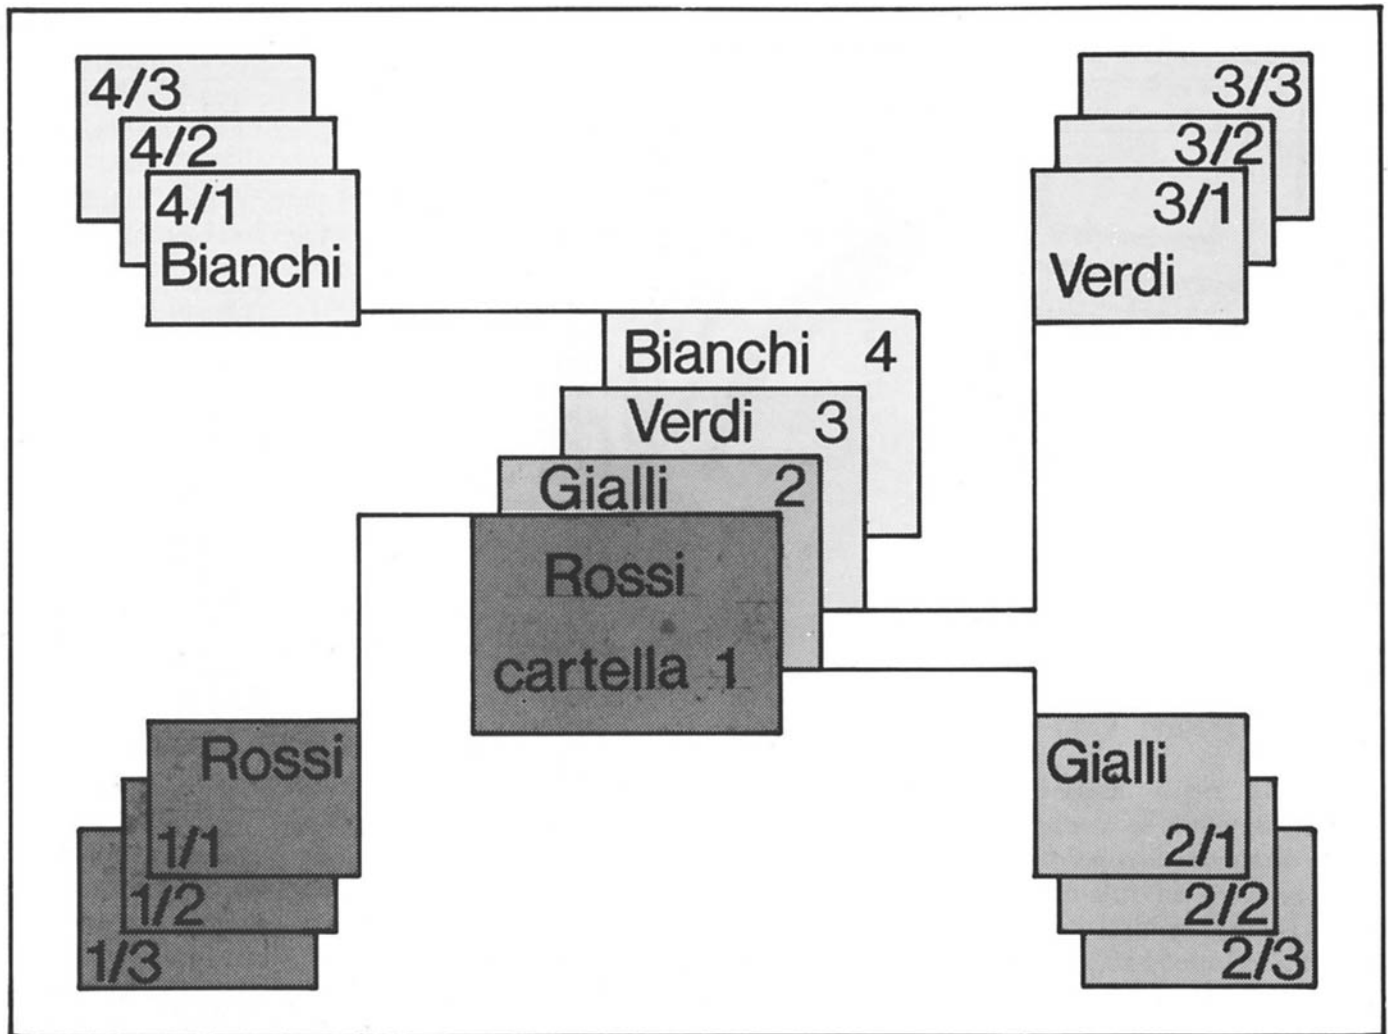 4/3
4/2
4/1
Bianchi
3/3
3/2
3/1
Verdi
Bianchi 4
Verdi 3
Gialli 2
Rossi
cartella 1
Rossi
1/1
1/2
1/3
Gialli
2/1
2/2
2/3